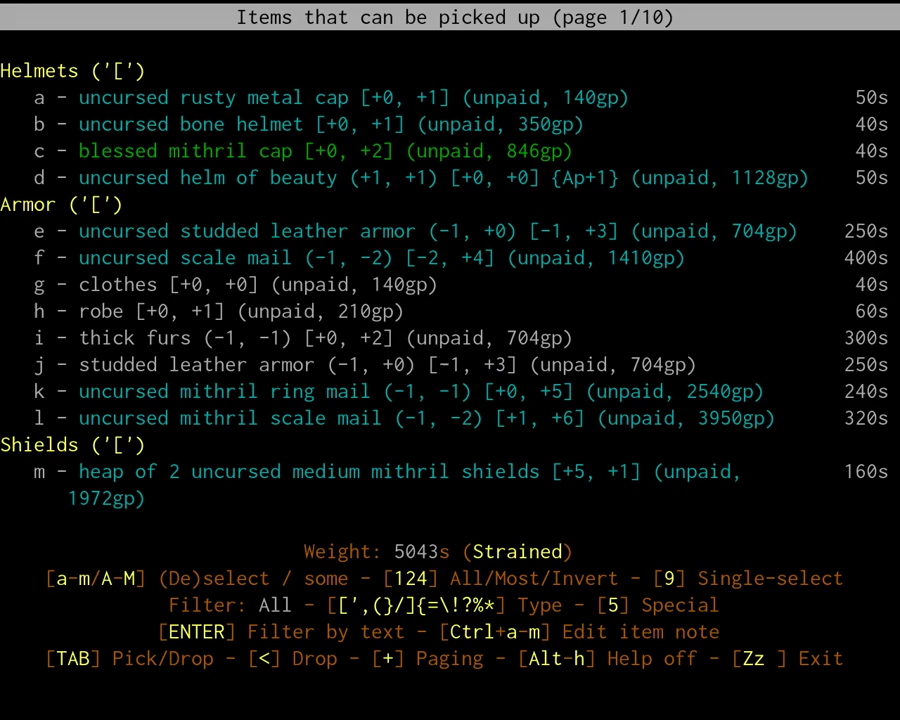 Items that can be picked up (page 1/10)
Helmets ('[')
a - uncursed rusty metal cap [+0, +1] (unpaid, 140gp) 50s
b - uncursed bone helmet [+0, +1] (unpaid, 350gp) 40s
c - blessed mithril cap [+0, +2] (unpaid, 846gp) 40s
d - uncursed helm of beauty (+1, +1) [+0, +0] {Ap+1} (unpaid, 1128gp) 50s
Armor ('[')
e - uncursed studded leather armor (-1, +0) [-1, +3] (unpaid, 704gp) 250s
f - uncursed scale mail (-1, -2) [-2, +4] (unpaid, 1410gp) 400s
g - clothes [+0, +0] (unpaid, 140gp) 40s
h - robe [+0, +1] (unpaid, 210gp) 60s
i - thick furs (-1, -1) [+0, +2] (unpaid, 704gp) 300s
j - studded leather armor (-1, +0) [-1, +3] (unpaid, 704gp) 250s
k - uncursed mithril ring mail (-1, -1) [+0, +5] (unpaid, 2540gp) 240s
l - uncursed mithril scale mail (-1, -2) [+1, +6] (unpaid, 3950gp) 320s
Shields ('[')
m - heap of 2 uncursed medium mithril shields [+5, +1] (unpaid, 160s
1972gp)
Weight: 5043s (Strained)
[a-m/A-M] (De)select / some - [124] All/Most/Invert - [9] Single-select
Filter: All - [[',(}/]{=\!?%*] Type - [5] Special
[ENTER] Filter by text - [Ctrl+a-m] Edit item note
[TAB] Pick/Drop - [<] Drop - [+] Paging - [Alt-h] Help off - [Zz ] Exit